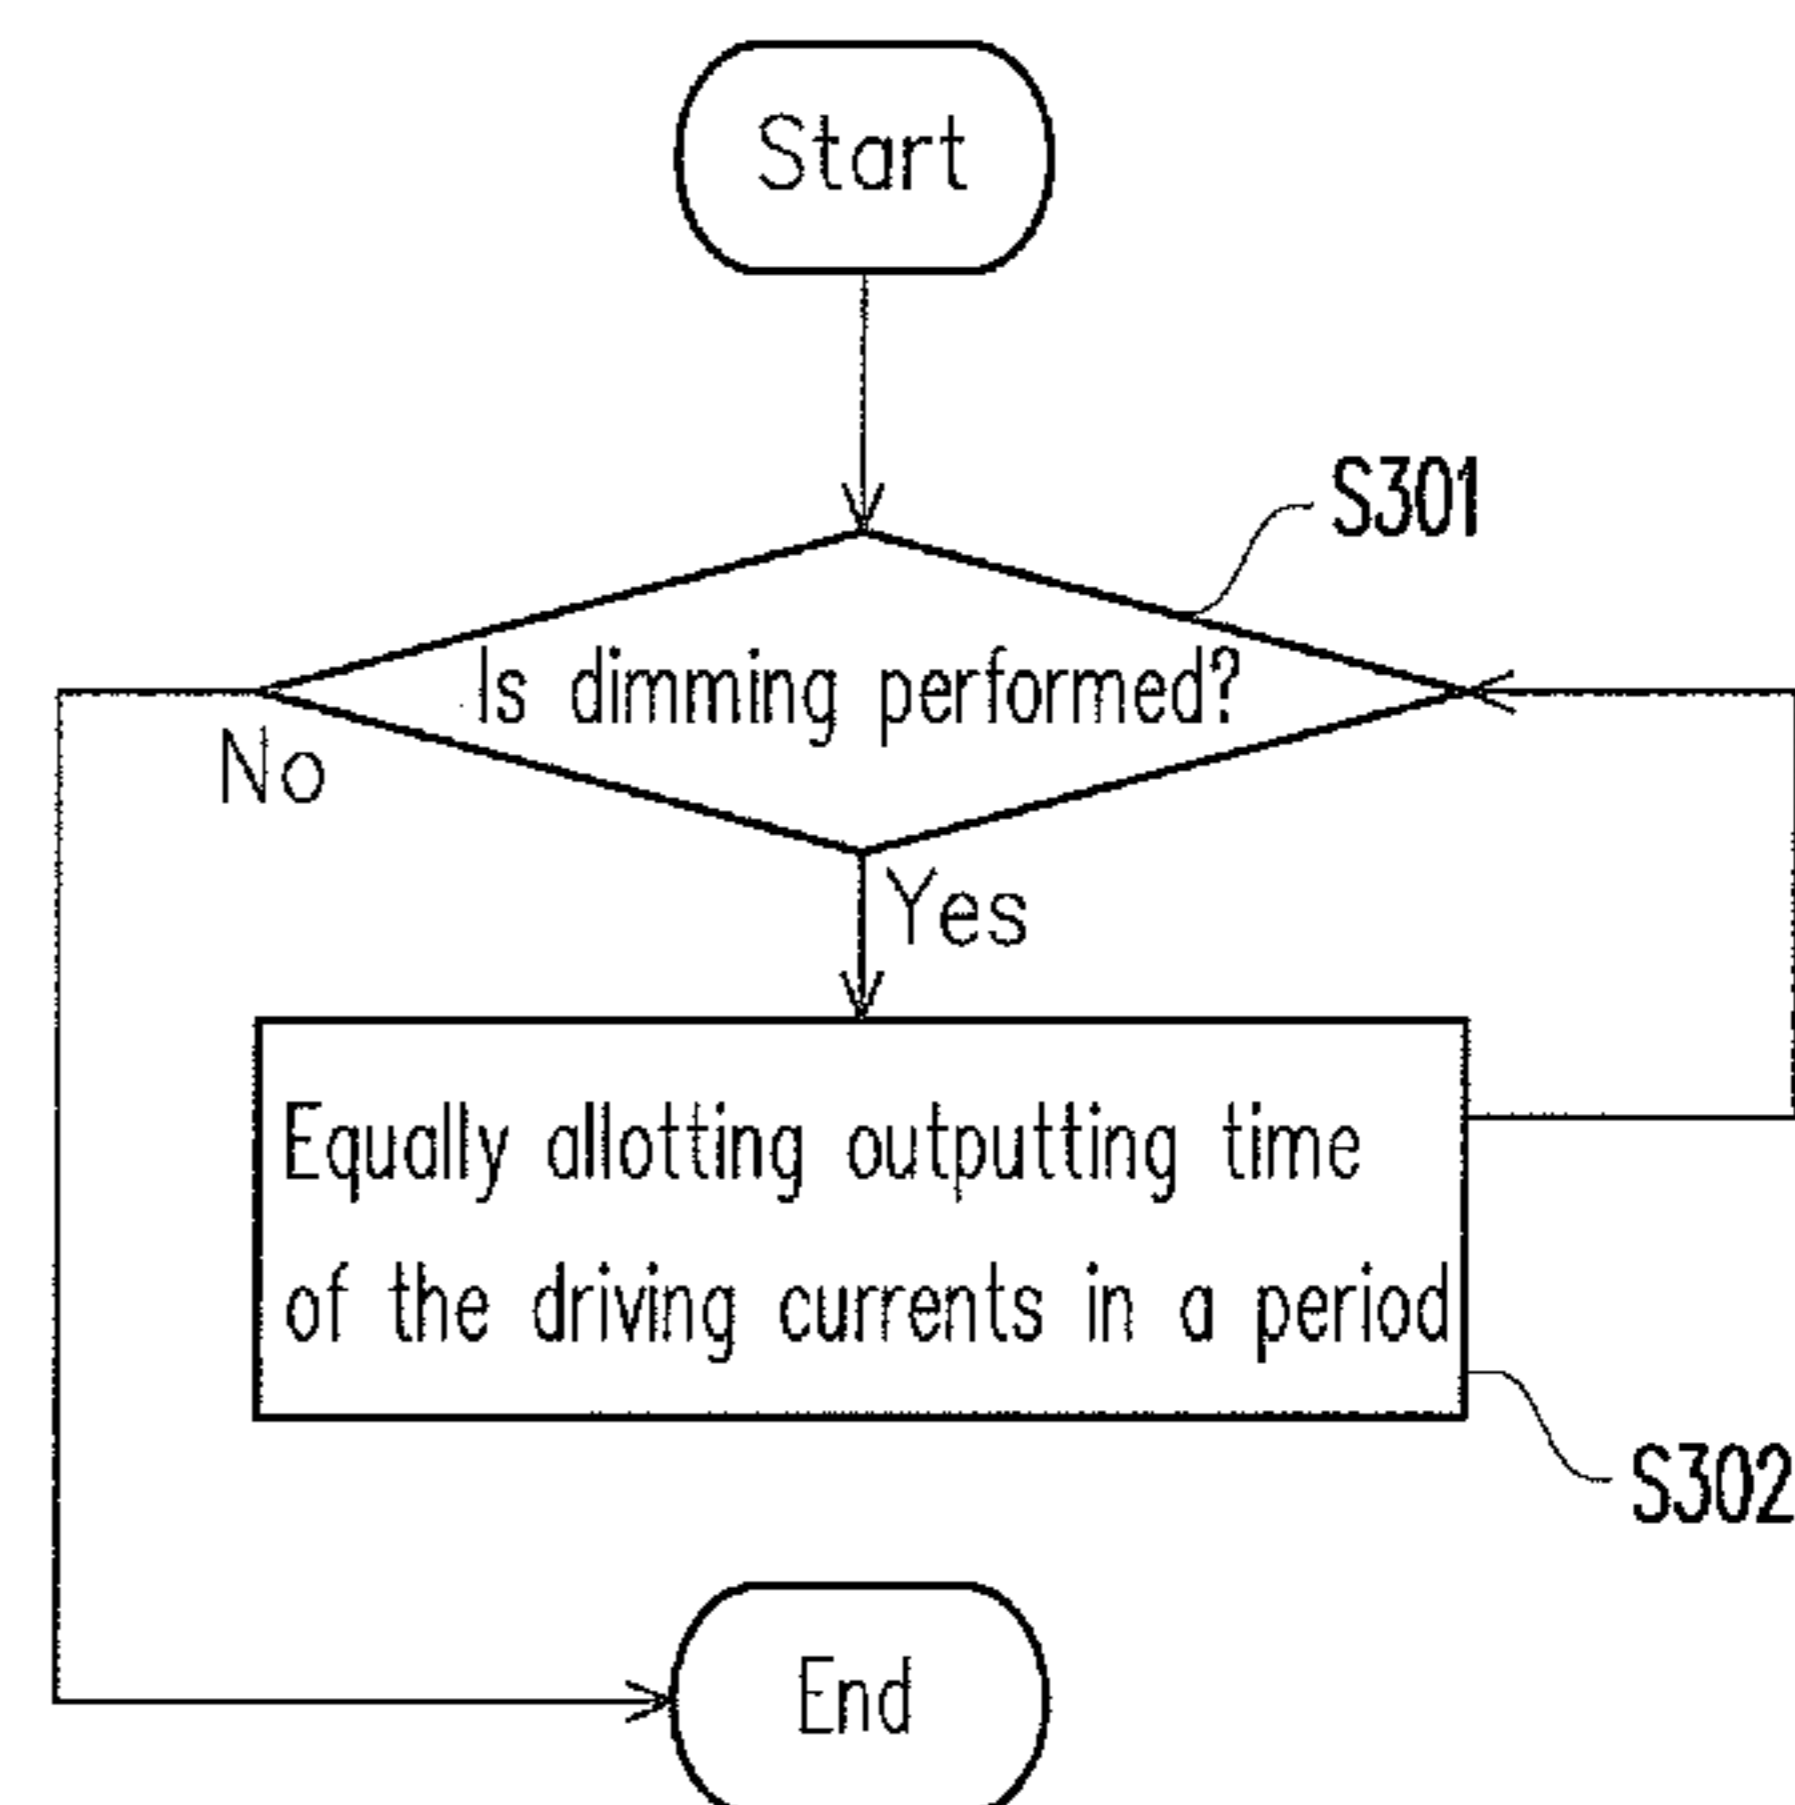 Start
S301
Is dimming performed?
No
Yes
Equally allotting outputting time
of the driving currents in a period
S302
End